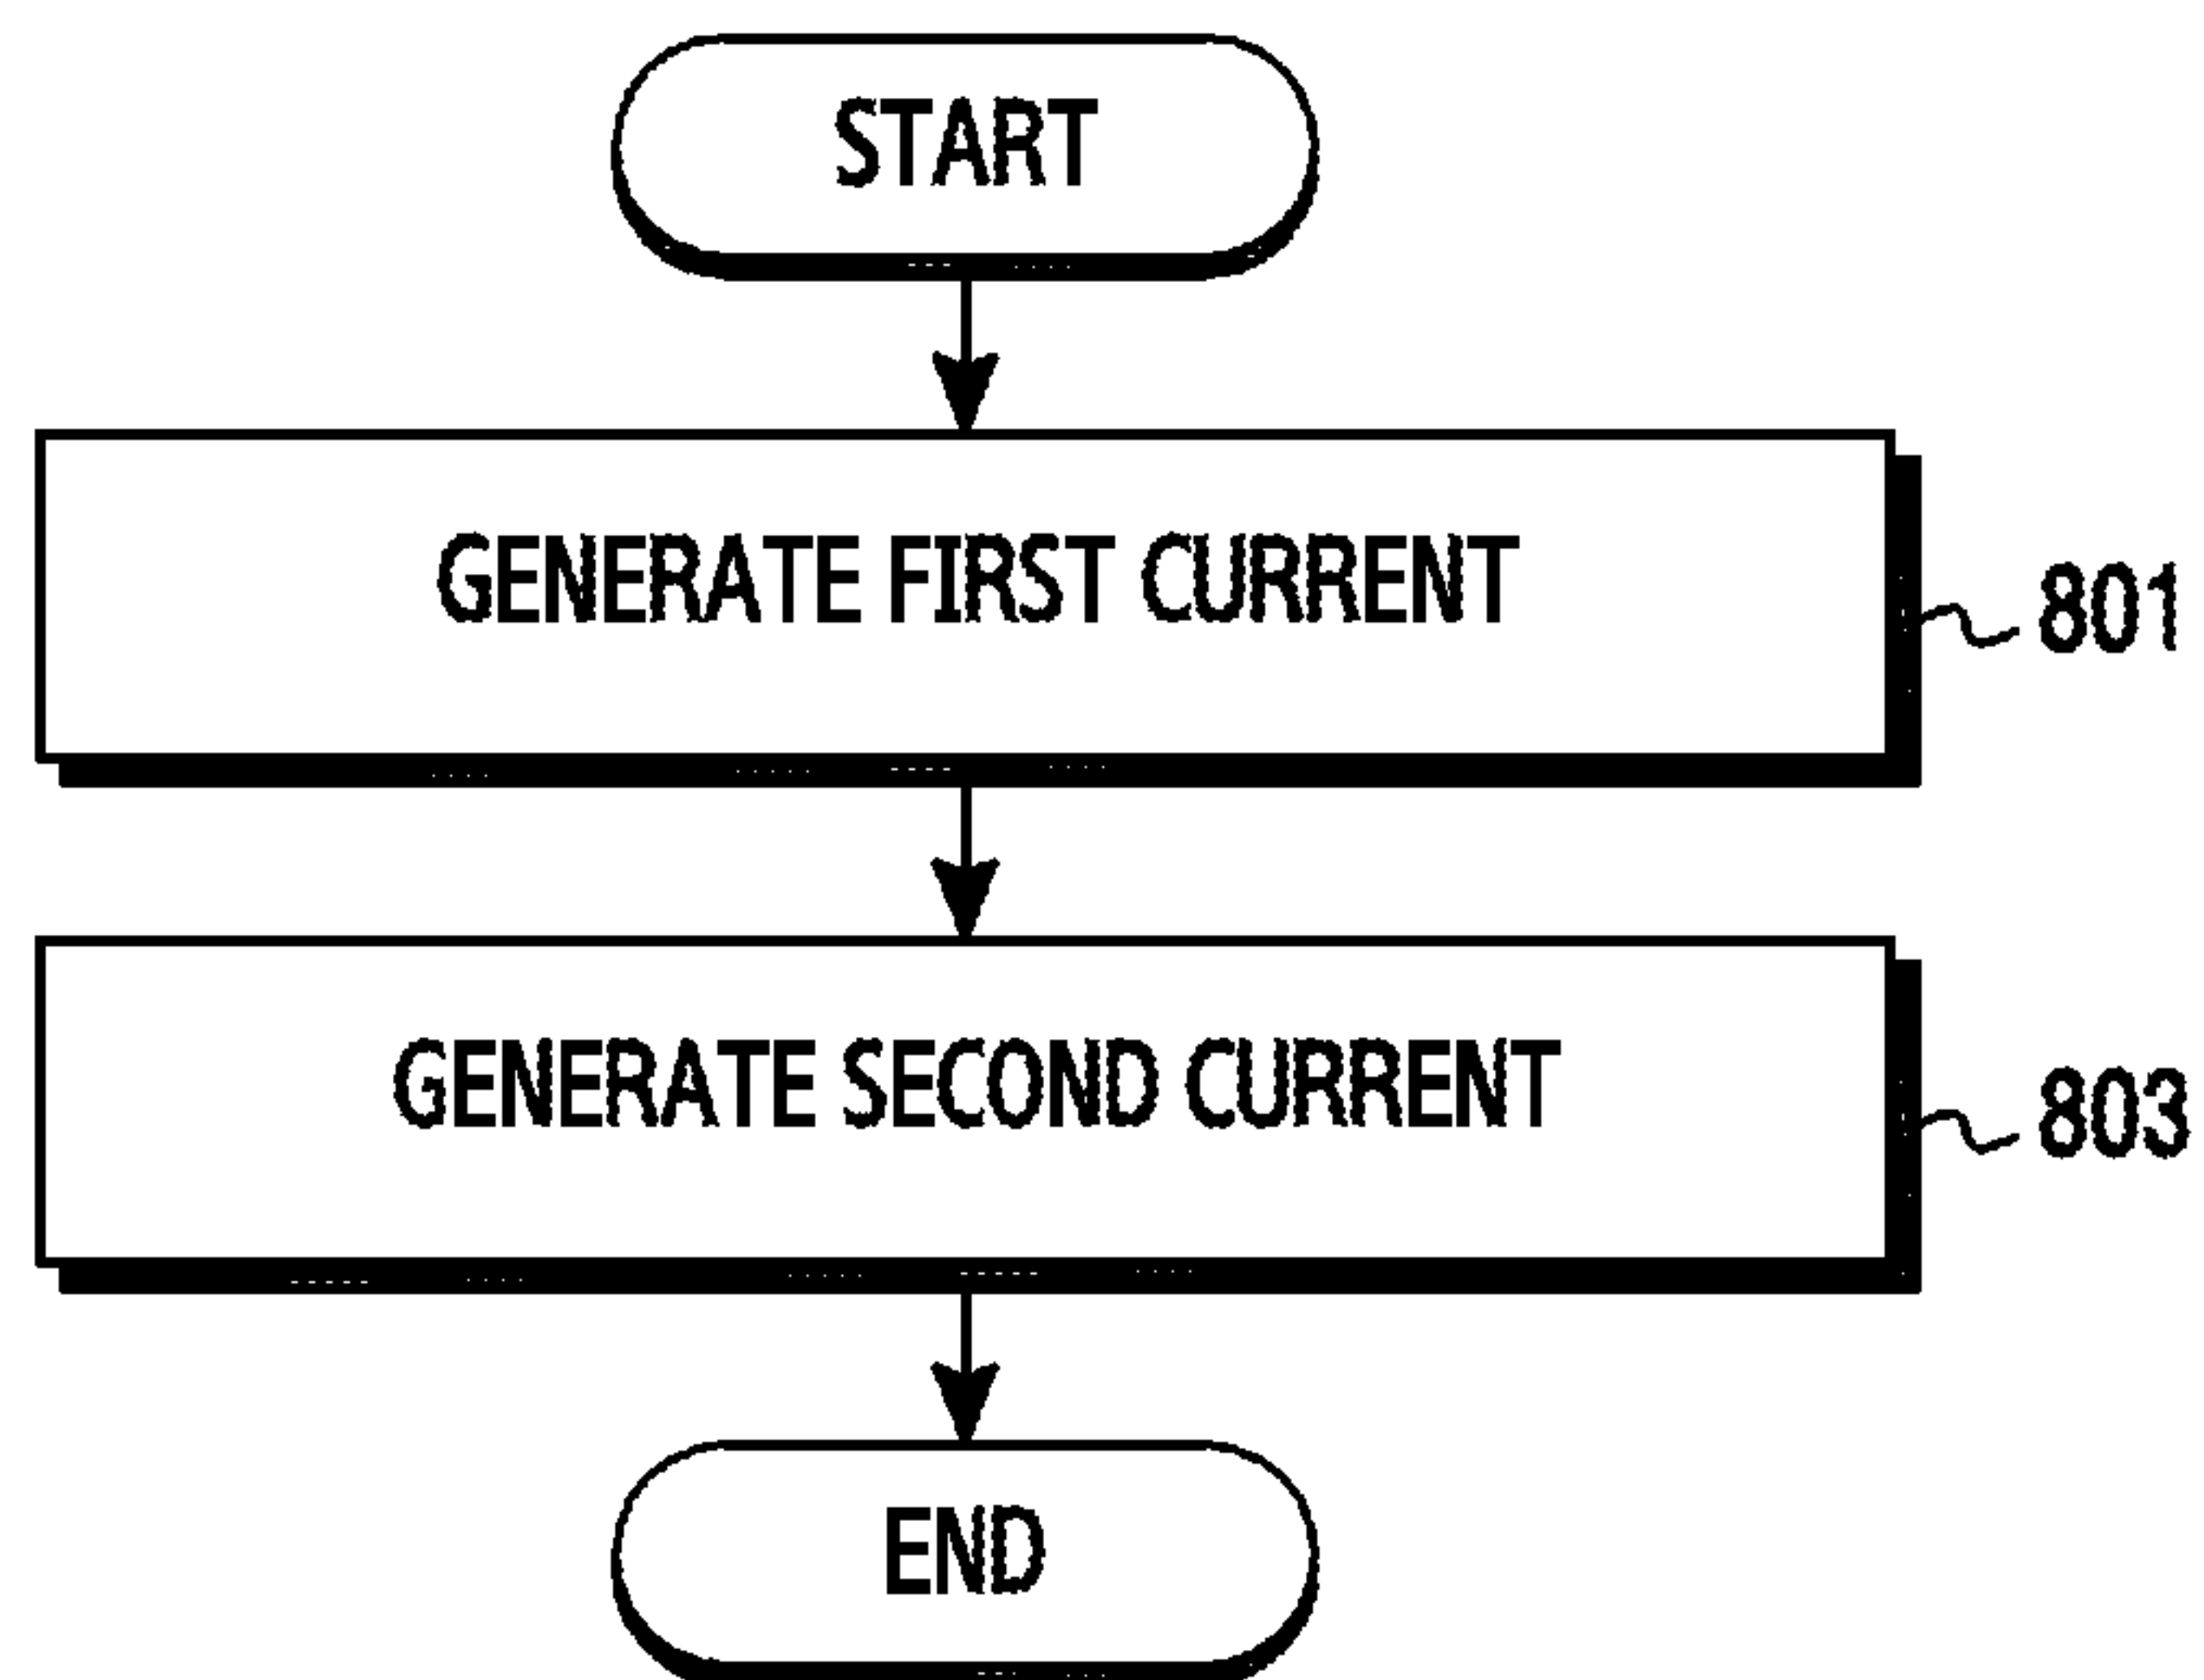 START
GENERATE FIRST CURRENT
801
GENERATE SECOND CURRENT
803
END